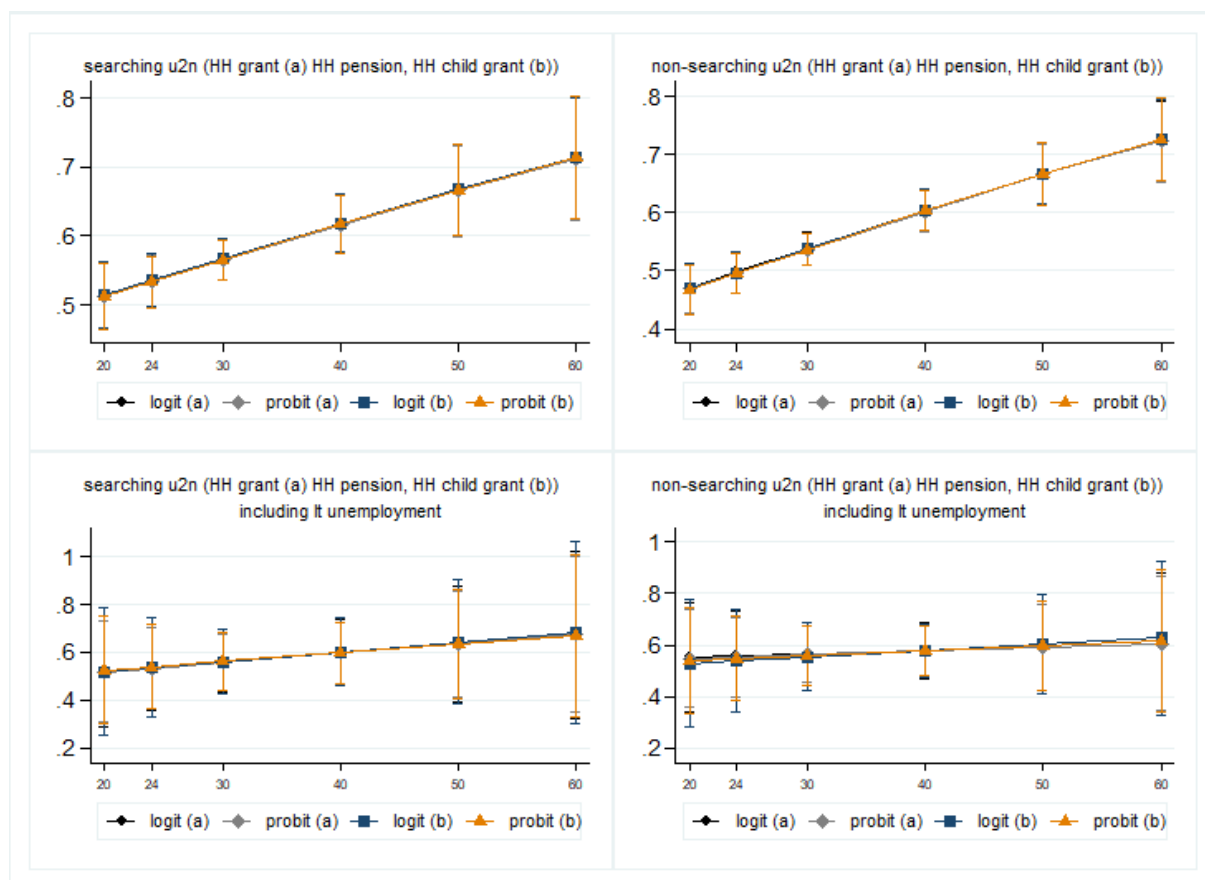 searching u2n (HH grant (a) HH pension, HH child grant (b))
.8
.7
.6
.5
20 24 30 40 50 60
logit (a) probit (a) logit (b) probit (b)
non-searching u2n (HH grant (a) HH pension, HH child grant (b))
.8
.7
.6
.5
.4
20 24 30 40 50 60
logit (a) probit (a) logit (b) probit (b)
searching u2n (HH grant (a) HH pension, HH child grant (b))
including lt unemployment
1
.8
.6
.4
.2
20 24 30 40 50 60
logit (a) probit (a) logit (b) probit (b)
non-searching u2n (HH grant (a) HH pension, HH child grant (b))
including lt unemployment
1
.8
.6
.4
.2
20 24 30 40 50 60
logit (a) probit (a) logit (b) probit (b)